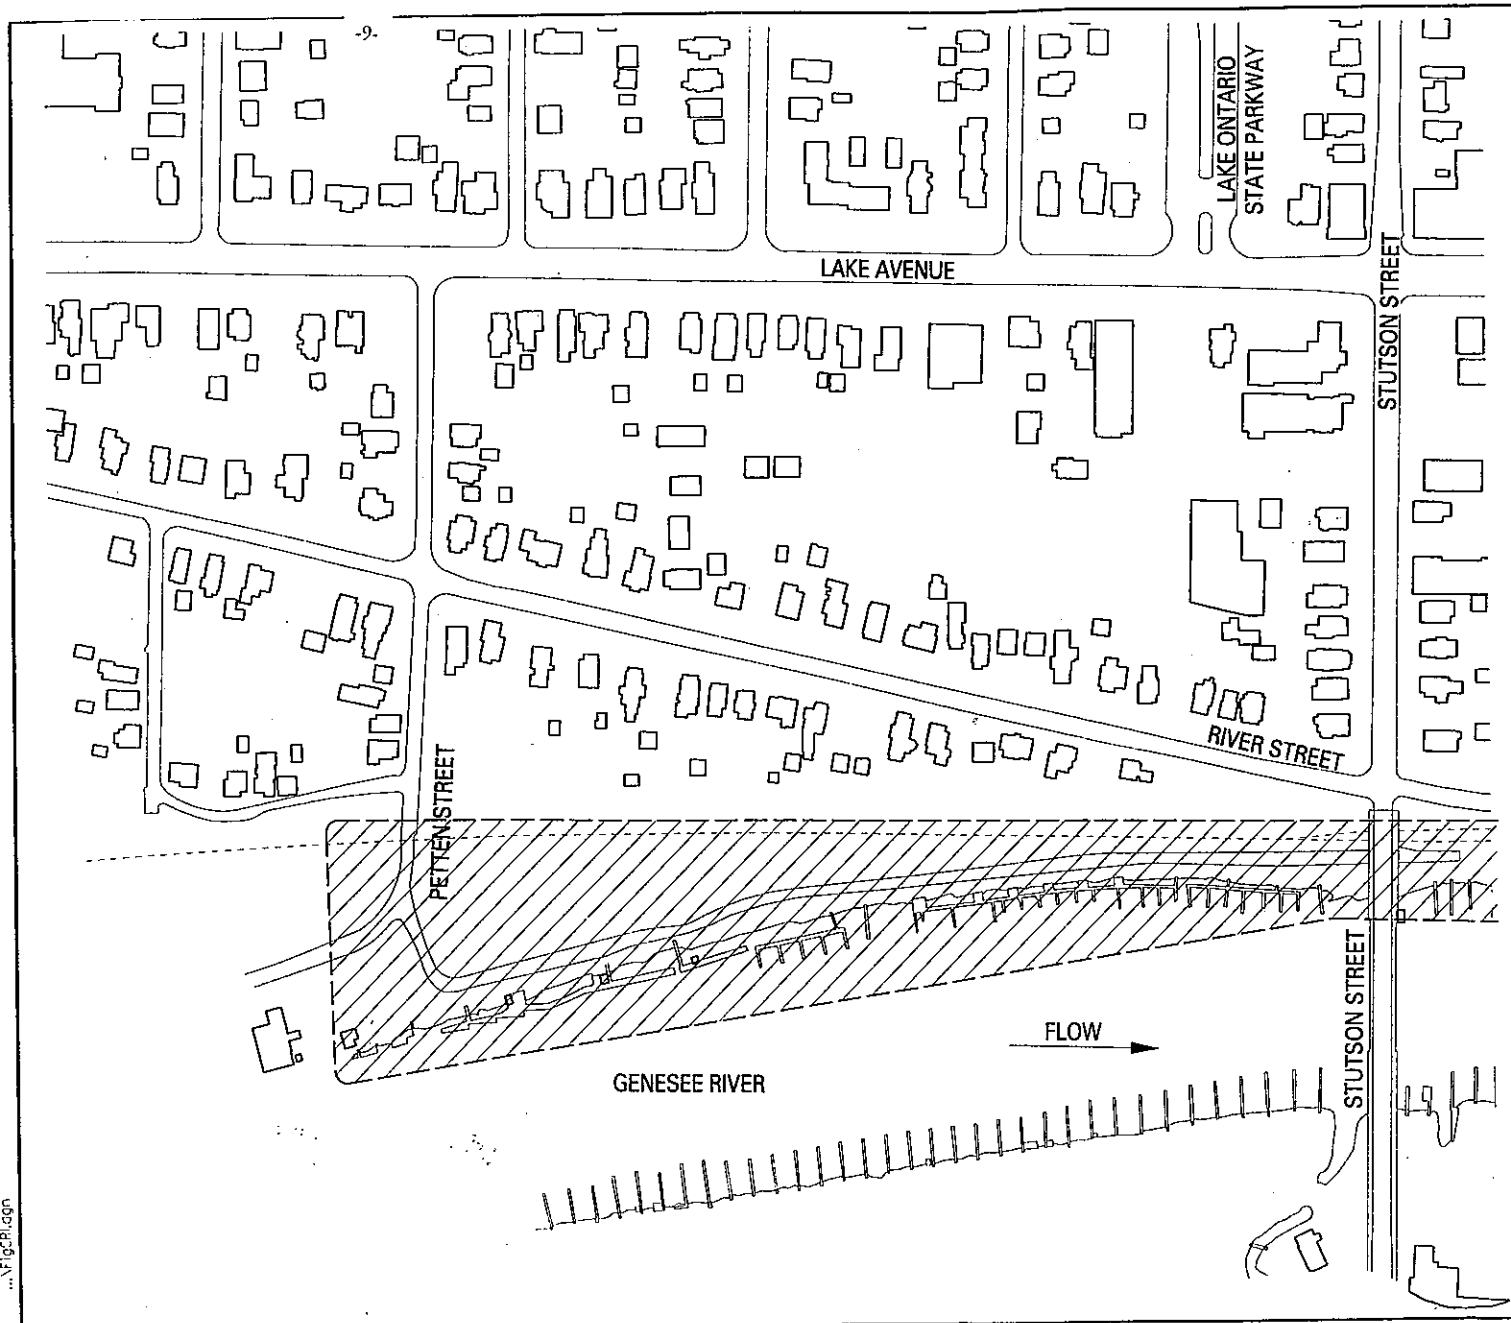 -9-
LAKE ONTARIO
STATE PARKWAY
LAKE AVENUE
STUTSON STREET
RIVER STREET
PETTEN STREET
STUTSON STREET
FLOW
GENESEE RIVER
...\FigCRI.dgn